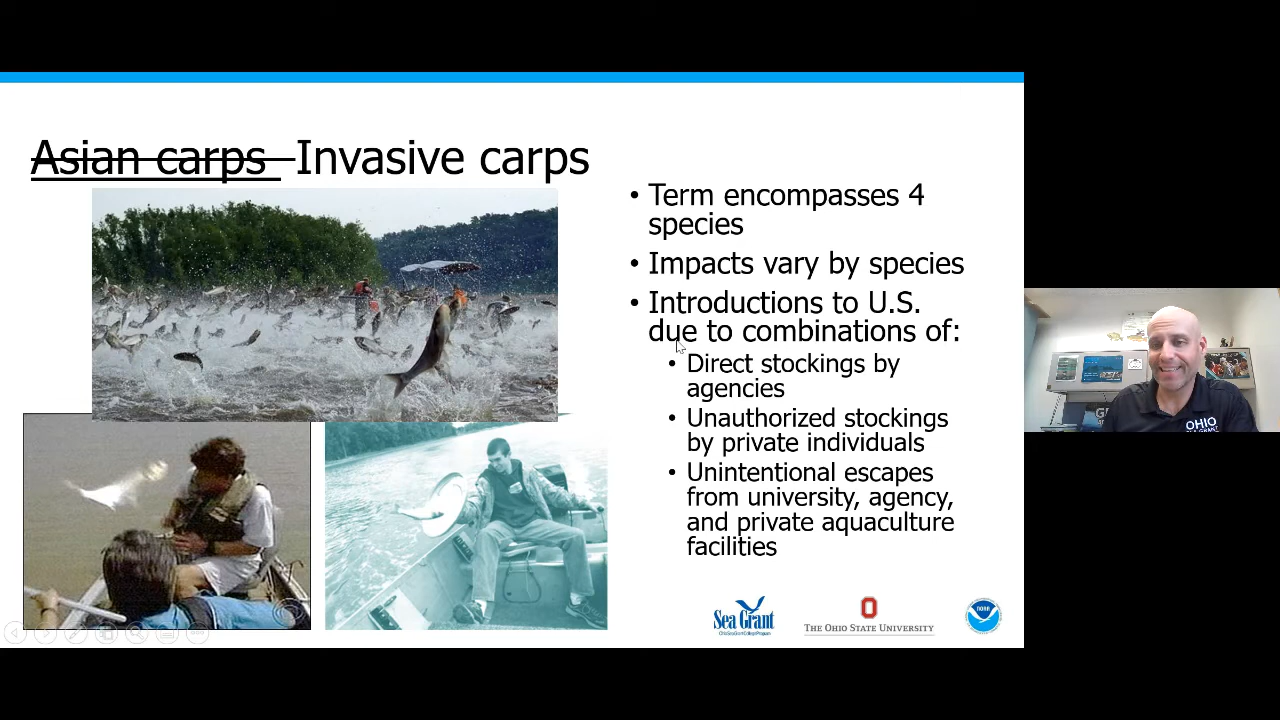 Asian carps Invasive carps
• Term encompasses 4
species
• Impacts vary by species
• Introductions to U.S.
due to combinations of:
• Direct stockings by
agencies
• Unauthorized stockings
by private individuals
• Unintentional escapes
from university, agency,
and private aquaculture
facilities
Sea Grant
Ohio Sea Grant College Program
THE OHIO STATE UNIVERSITY
NOAA
OHIO